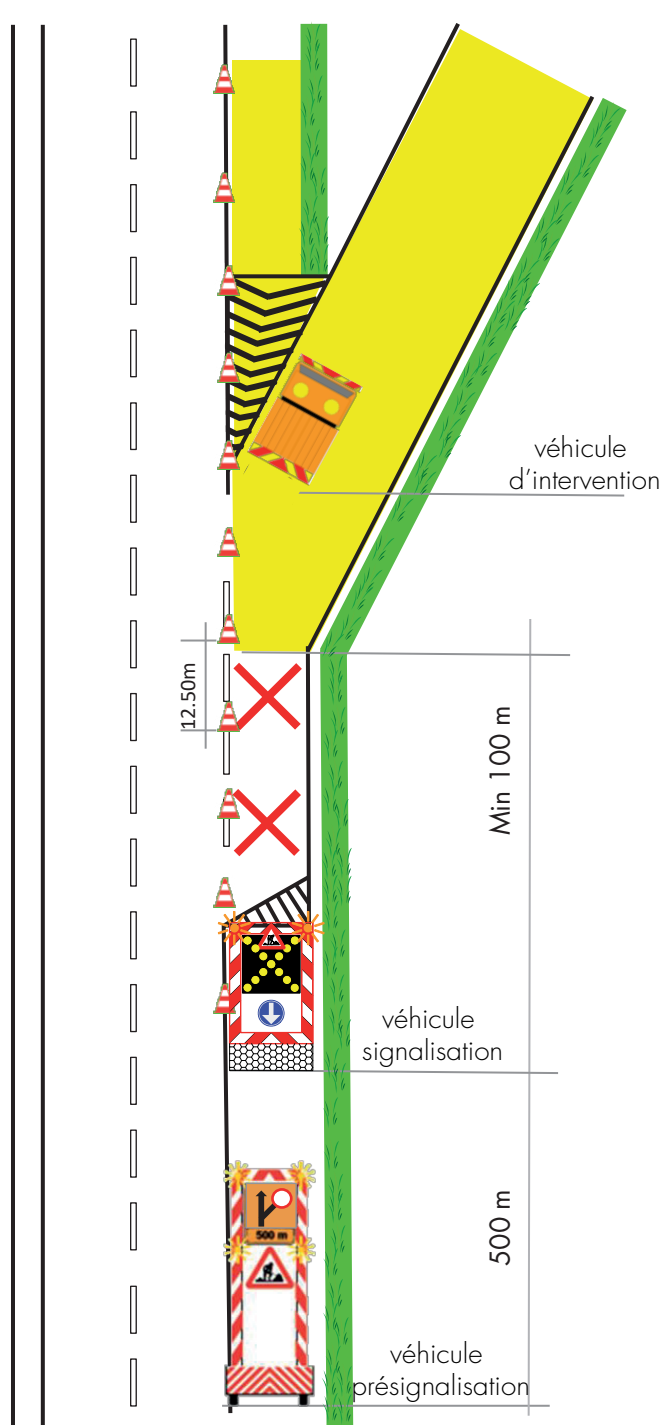 véhicule
d'intervention
12.50m
Min 100 m
véhicule
signalisation
500 m
500 m
véhicule
présignalisation